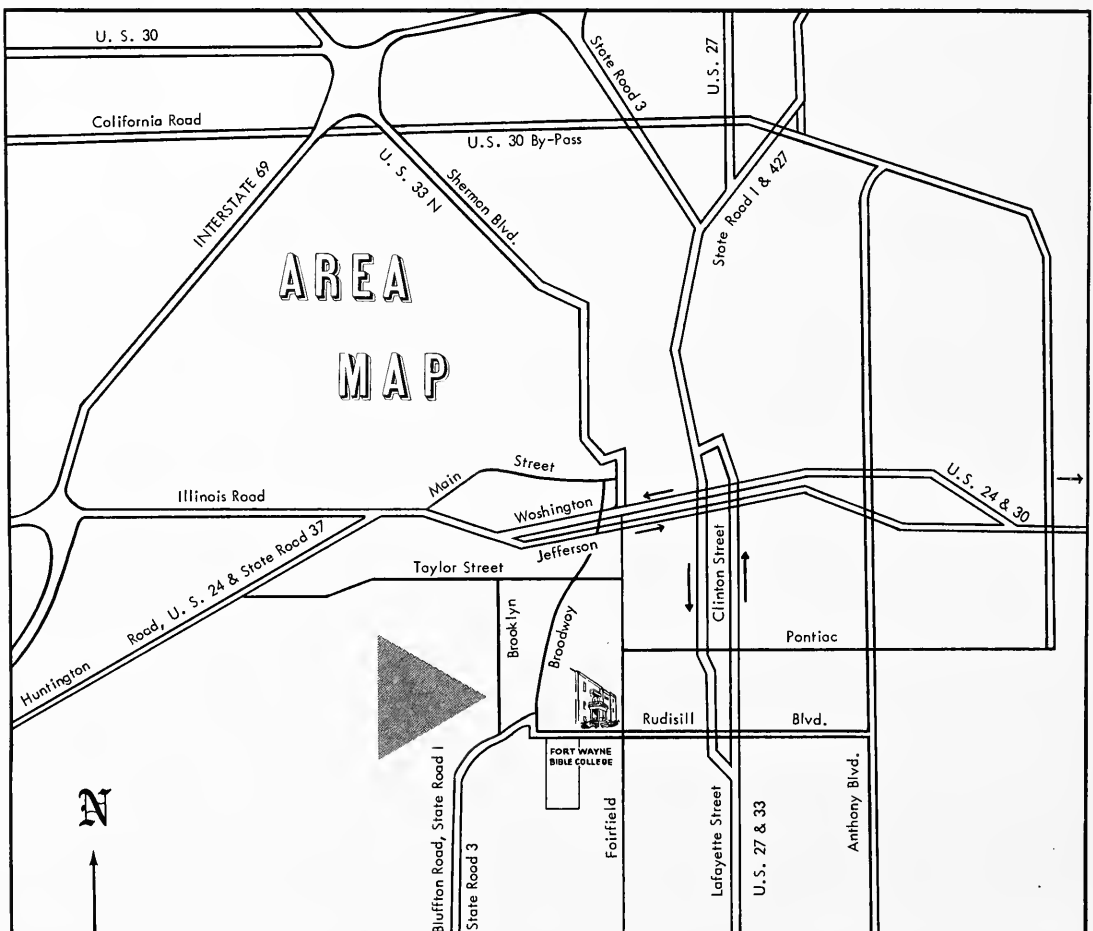 U. S. 30
State Road 3
U.S. 27
California Road
U.S. 30 By-Pass
INTERSTATE 69
U. S. 33 N
Sherman Blvd.
State Road 1 & 427
AREA
MAP
Main
Street
Illinois Road
Washington
U.S. 24 & 30
Jefferson
Huntington Road, U. S. 24 & State Road 37
Taylor Street
Brooklyn
Broadway
Clinton Street
Pontiac
Rudisill Blvd.
FORT WAYNE
BIBLE COLLEGE
N
Bluffton Road, State Road 1
State Road 3
Fairfield
Lafayette Street
U.S. 27 & 33
Anthony Blvd.